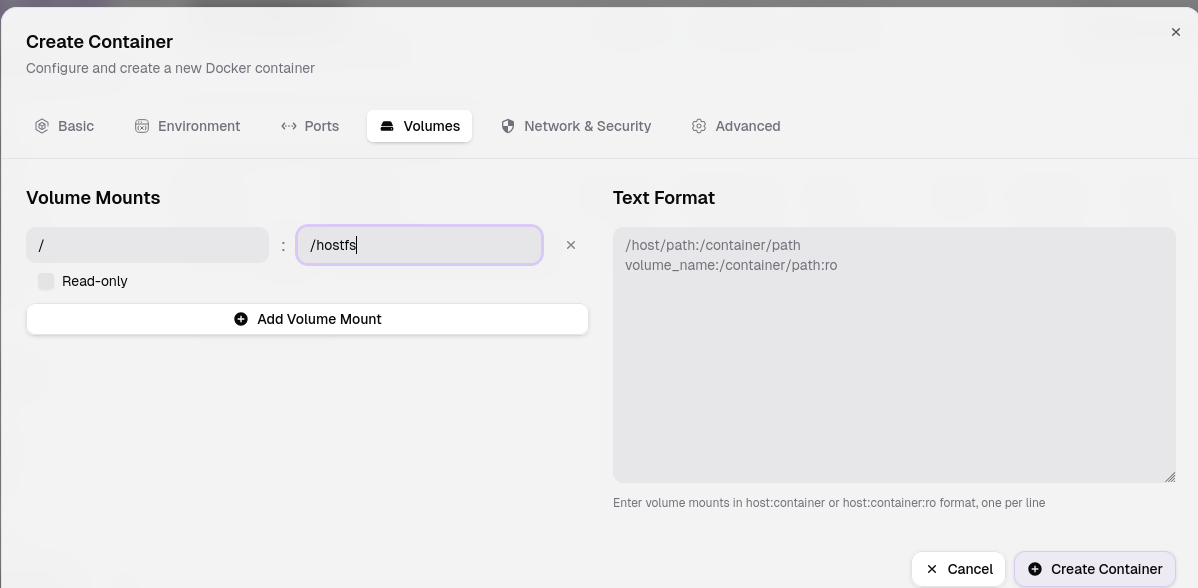 Create Container
Configure and create a new Docker container
Basic
Environment
Ports
Volumes
Network & Security
Advanced
Volume Mounts
/ : /hostfs
Read-only
Add Volume Mount
Text Format
/host/path:/container/path
volume_name:/container/path:ro
Enter volume mounts in host:container or host:container:ro format, one per line
Cancel
Create Container